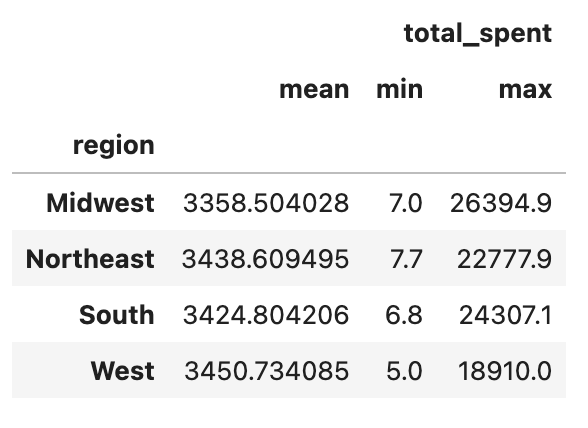 total_spent
mean min max
region
Midwest 3358.504028 7.0 26394.9
Northeast 3438.609495 7.7 22777.9
South 3424.804206 6.8 24307.1
West 3450.734085 5.0 18910.0